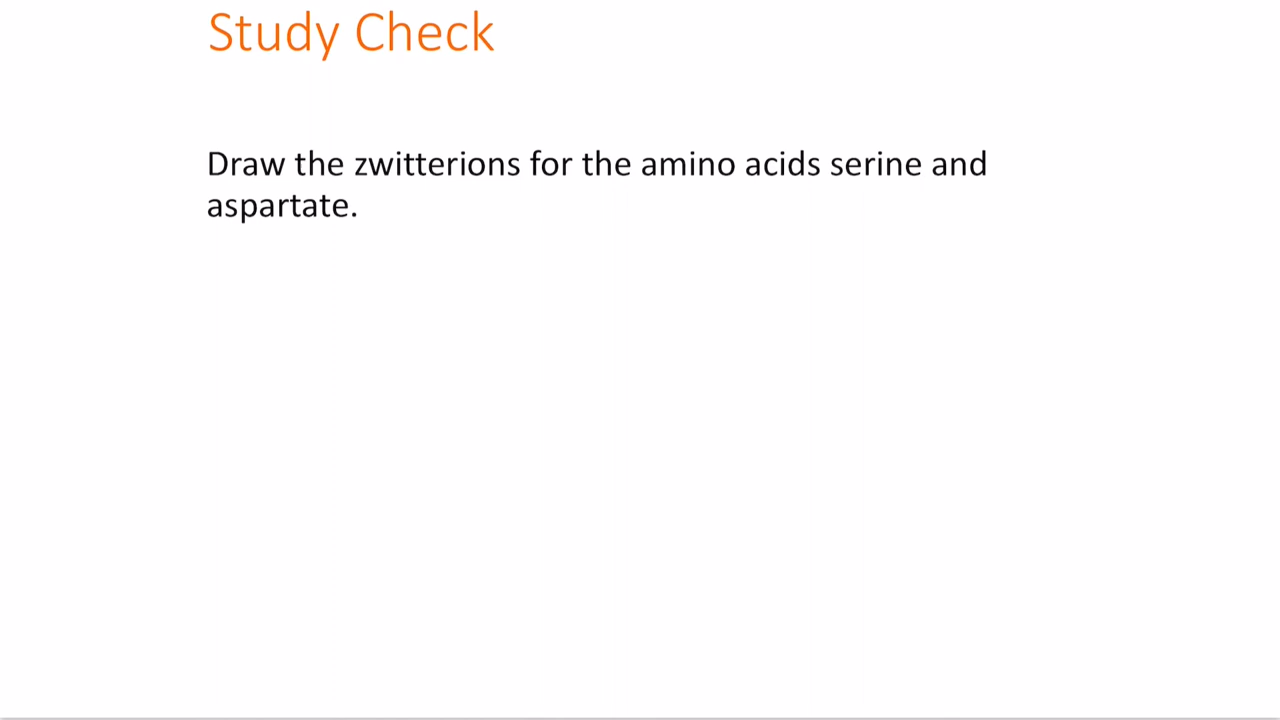 Study Check
Draw the zwitterions for the amino acids serine and
aspartate.